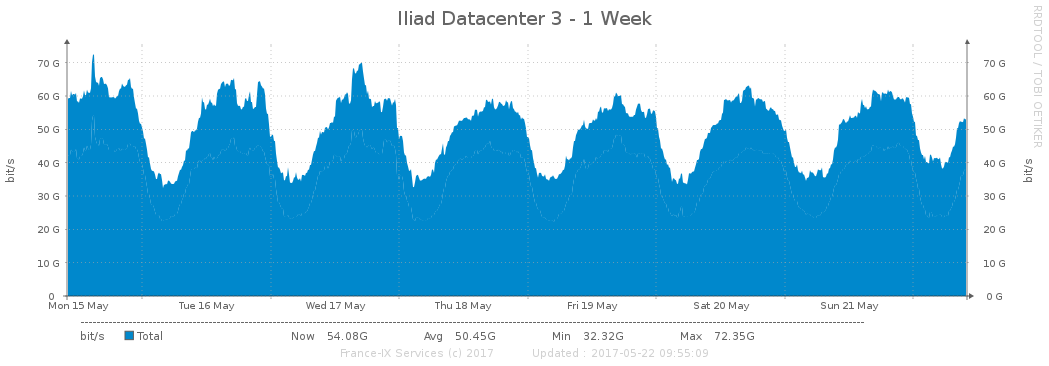 Iliad Datacenter 3 - 1 Week
RRDTOOL / TOBI OETIKER
bit/s
70 G 70 G
60 G 60 G
50 G 50 G
40 G 40 G
30 G 30 G
20 G 20 G
10 G 10 G
0 0 G
bit/s
Mon 15 May Tue 16 May Wed 17 May Thu 18 May Fri 19 May Sat 20 May Sun 21 May
bit/s Total Now 54.08G Avg 50.45G Min 32.32G Max 72.35G
France-IX Services (c) 2017 Updated : 2017-05-22 09:55:09